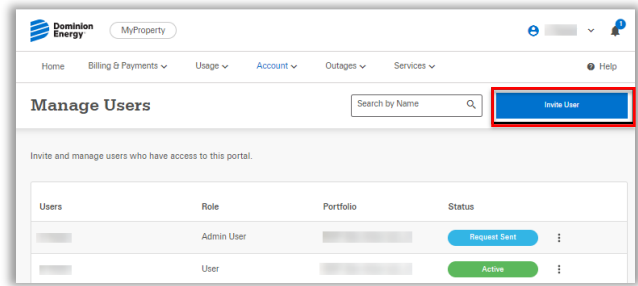 Dominion Energy MyProperty 1
Home Billing & Payments Usage Account Outages Services Help
Manage Users Search by Name Invite User
Invite and manage users who have access to this portal.
Users Role Portfolio Status
Admin User Request Sent
User Active